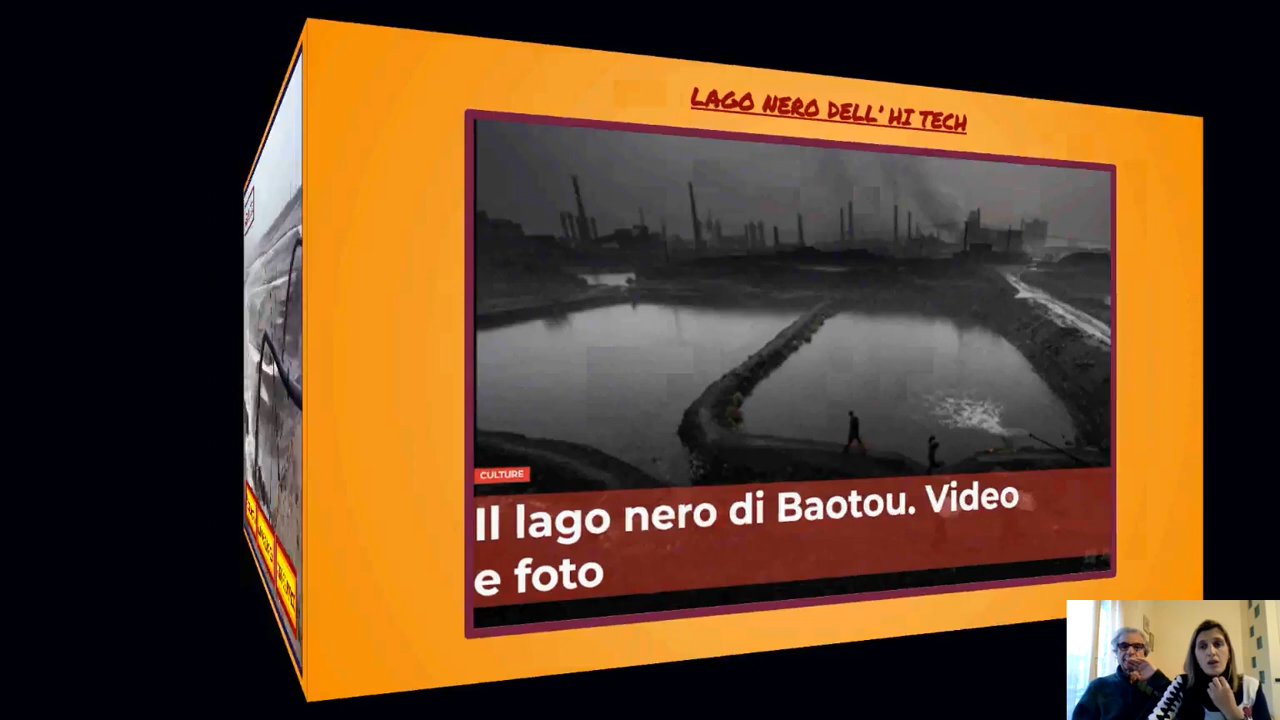 LAGO NERO DELL' HI TECH
CULTURE
Il lago nero di Baotou. Video
e foto